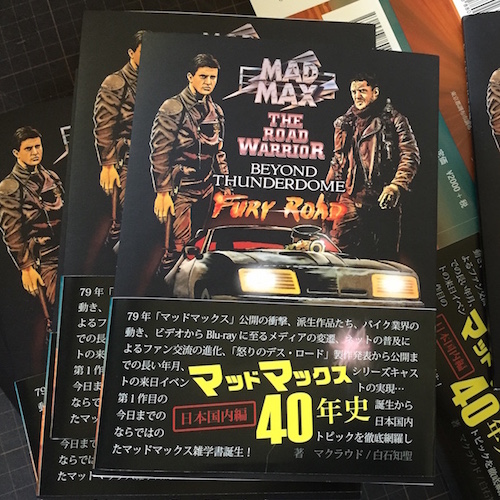 MAD
MAX
THE
ROAD
WARRIOR
BEYOND
THUNDERDOME
FURY ROAD
79年「マッドマックス」公開の衝撃、派生作品たち、バイク業界の
動き、ビデオからBlu-rayに至るメディアの変遷、ネットの普及に
よるファン交流の進化、「怒りのデス・ロード」製作発表から公開ま
での長い年月、
シリーズキャス
トの来日イベン
トの実現…
第1作目の
誕生から
今日までの
日本国内
ならではの
トピックを徹底網羅し
たマッドマックス雑学書誕生!
マッドマックス
日本国内編
40年史
著 マクラウド/白石知聖
¥2000+税